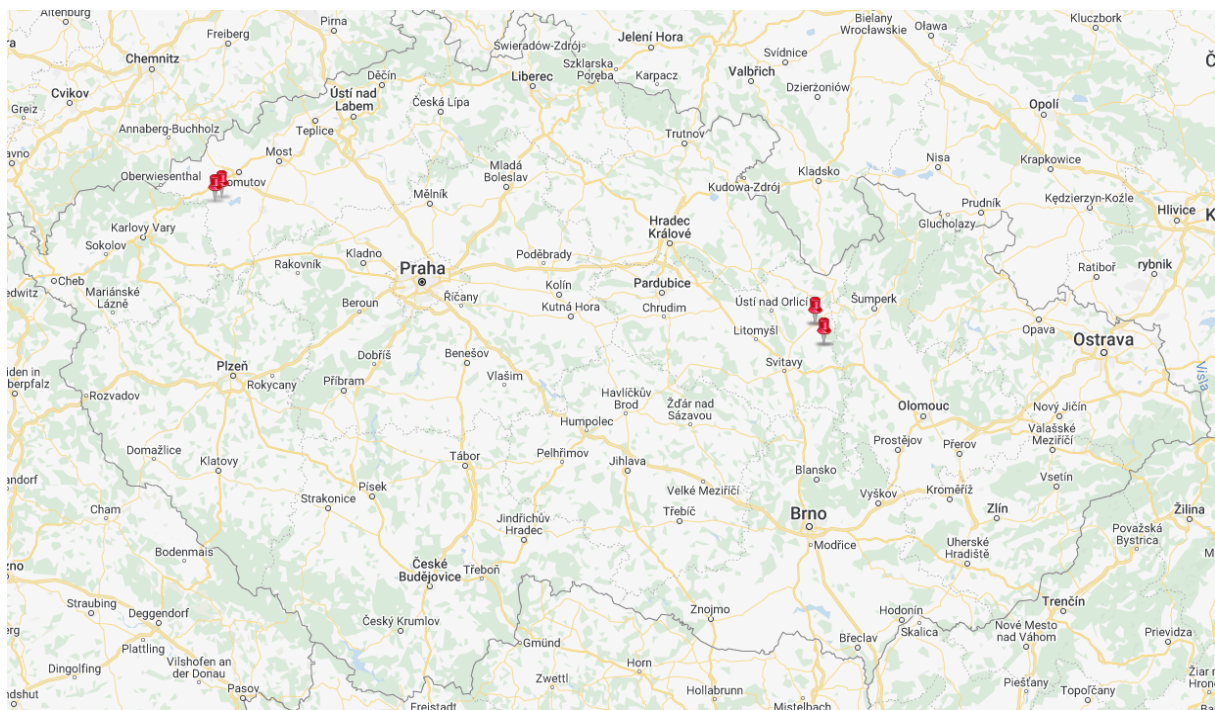 Altenburg
Pirna
Freiberg
Chemnitz
Cvikov
Greiz
Annaberg-Buchholz
Teplice
Most
Oberwiesenthal
Děčín
Ústí nad
Labem
Česká Lípa
Liberec
Świeradów-Zdrój
Szklarska
Poręba
Jelení Hora
Karpacz
Valbrich
Svídnice
Dzierżoniów
Bielany
Wrocławskie
Oława
Kluczbork
Opolí
Nisa
Krapkowice
Prudník
Kędzierzyn-Koźle
Hlivice
Głuchołazy
Ratiboř
rybnik
Trutnov
Kudowa-Zdrój
Kladsko
Mladá
Boleslav
Mělník
Hradec
Králové
Karlovy Vary
Sokolov
Cheb
Mariánské
Lázně
Rakovník
Kladno
Praha
Beroun
Říčany
Poděbrady
Kolín
Kutná Hora
Pardubice
Chrudim
Ústí nad Orlicí
Litomyšl
Svitavy
Šumperk
Opava
Ostrava
Visla
Plzeň
Rokycany
Rozvadov
Dobříš
Příbram
Benešov
Vlašim
Havlíčkův
Brod
Žďár nad
Sázavou
Humpolec
Pelhřimov
Jihlava
Olomouc
Prostějov
Přerov
Nový Jičín
Valašské
Meziříčí
Vsetín
Domažlice
Klatovy
Tábor
Písek
Strakonice
Jindřichův
Hradec
Velké Meziříčí
Třebíč
Blansko
Vyškov
Kroměříž
Zlín
Brno
Modřice
Uherské
Hradiště
Žilina
Považská
Bystrica
Cham
Bodenmais
České
Budějovice
Třeboň
Český Krumlov
Straubing
Deggendorf
Plattling
Dingolfing
Vilshofen an
der Donau
Pasov
Freistadt
Gmünd
Zwettl
Horn
Hollabrunn
Mistelbach
Znojmo
Břeclav
Hodonín
Skalica
Trenčín
Nové Mesto
nad Váhom
Prievidza
Piešťany
Topoľčany